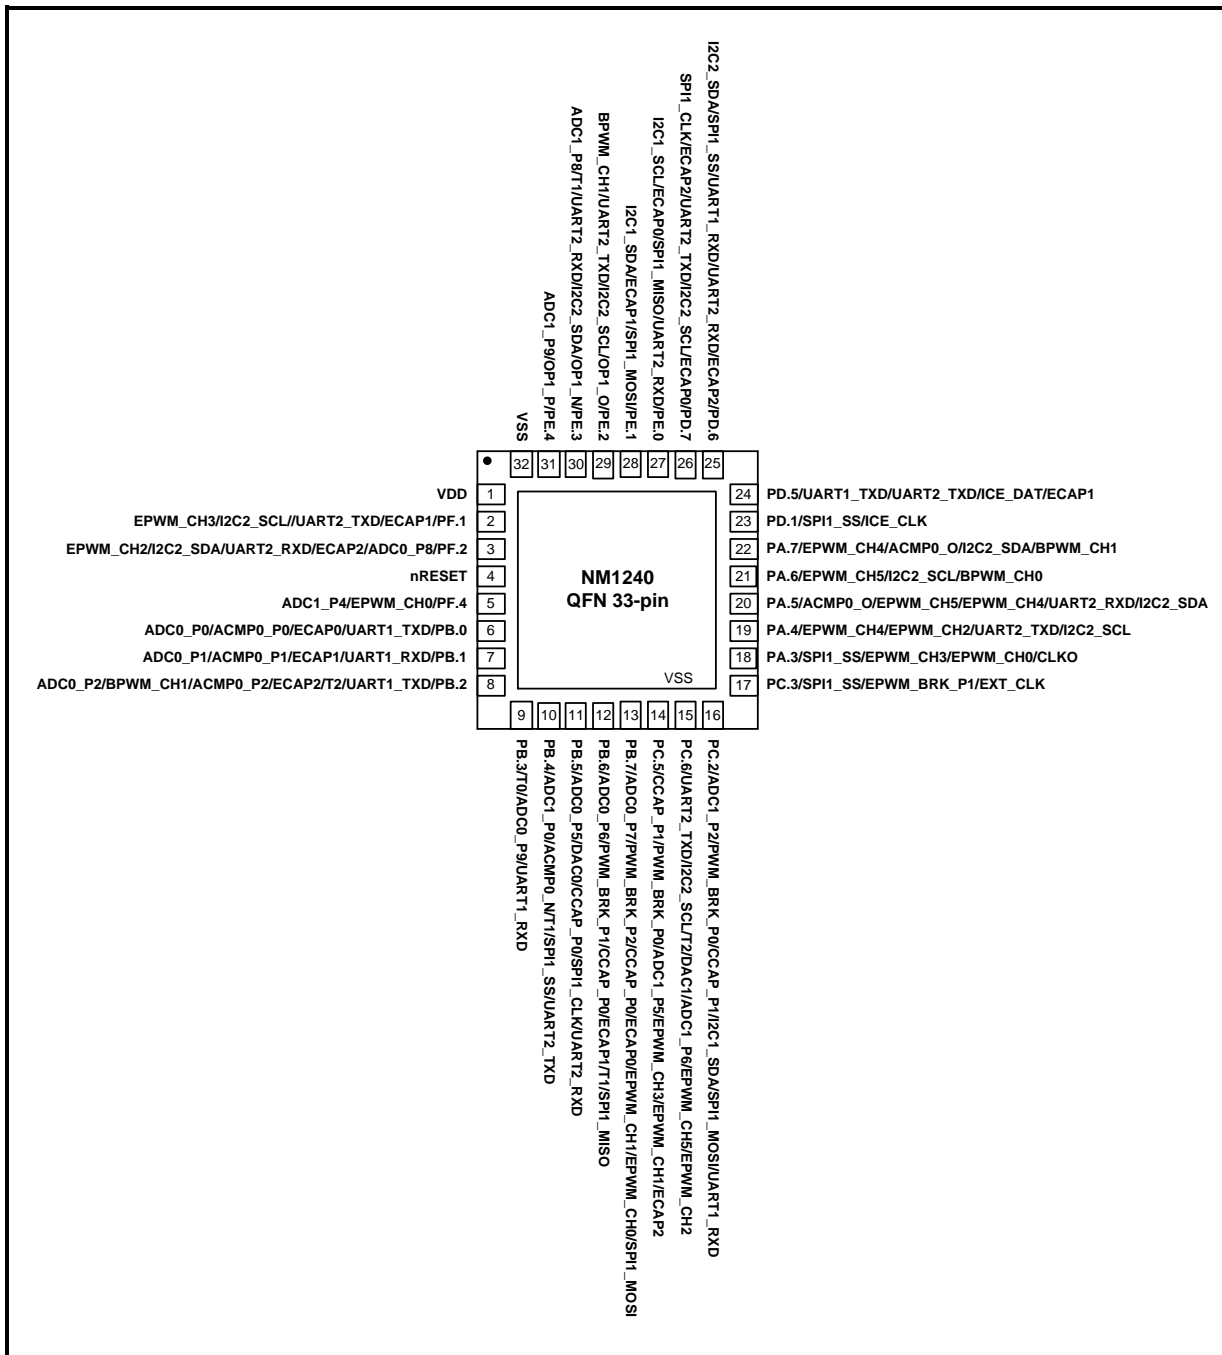 I2C2_SDA/SPI1_SS/UART1_RXD/UART2_RXD/ECAP2/PD.6
SPI1_CLK/ECAP2/UART2_TXD/I2C2_SCL/ECAP0/PD.7
I2C1_SCL/ECAP0/SPI1_MISO/UART2_RXD/PE.0
I2C1_SDA/ECAP1/SPI1_MOSI/PE.1
BPWM_CH1/UART2_TXD/I2C2_SCL/OP1_O/PE.2
ADC1_P8/T1/UART2_RXD/I2C2_SDA/OP1_N/PE.3
ADC1_P9/OP1_P/PE.4
VSS
32 31 30 29 28 27 26 25
VDD 1
EPWM_CH3/I2C2_SCL//UART2_TXD/ECAP1/PF.1 2
EPWM_CH2/I2C2_SDA/UART2_RXD/ECAP2/ADC0_P8/PF.2 3
nRESET 4
ADC1_P4/EPWM_CH0/PF.4 5
ADC0_P0/ACMP0_P0/ECAP0/UART1_TXD/PB.0 6
ADC0_P1/ACMP0_P1/ECAP1/UART1_RXD/PB.1 7
ADC0_P2/BPWM_CH1/ACMP0_P2/ECAP2/T2/UART1_TXD/PB.2 8
NM1240
QFN 33-pin
VSS
24 PD.5/UART1_TXD/UART2_TXD/ICE_DAT/ECAP1
23 PD.1/SPI1_SS/ICE_CLK
22 PA.7/EPWM_CH4/ACMP0_O/I2C2_SDA/BPWM_CH1
21 PA.6/EPWM_CH5/I2C2_SCL/BPWM_CH0
20 PA.5/ACMP0_O/EPWM_CH5/EPWM_CH4/UART2_RXD/I2C2_SDA
19 PA.4/EPWM_CH4/EPWM_CH2/UART2_TXD/I2C2_SCL
18 PA.3/SPI1_SS/EPWM_CH3/EPWM_CH0/CLKO
17 PC.3/SPI1_SS/EPWM_BRK_P1/EXT_CLK
9 10 11 12 13 14 15 16
PB.3/T0/ADC0_P9/UART1_RXD
PB.4/ADC1_P0/ACMP0_N/T1/SPI1_SS/UART2_TXD
PB.5/ADC0_P5/DAC0/CCAP_P0/SPI1_CLK/UART2_RXD
PB.6/ADC0_P6/PWM_BRK_P1/CCAP_P0/ECAP1/T1/SPI1_MISO
PB.7/ADC0_P7/PWM_BRK_P2/CCAP_P0/ECAP0/EPWM_CH1/EPWM_CH0/SPI1_MOSI
PC.5/CCAP_P1/PWM_BRK_P0/ADC1_P5/EPWM_CH3/EPWM_CH1/ECAP2
PC.6/UART2_TXD/I2C2_SCL/T2/DAC1/ADC1_P6/EPWM_CH5/EPWM_CH2
PC.2/ADC1_P2/PWM_BRK_P0/CCAP_P1/I2C1_SDA/SPI1_MOSI/UART1_RXD